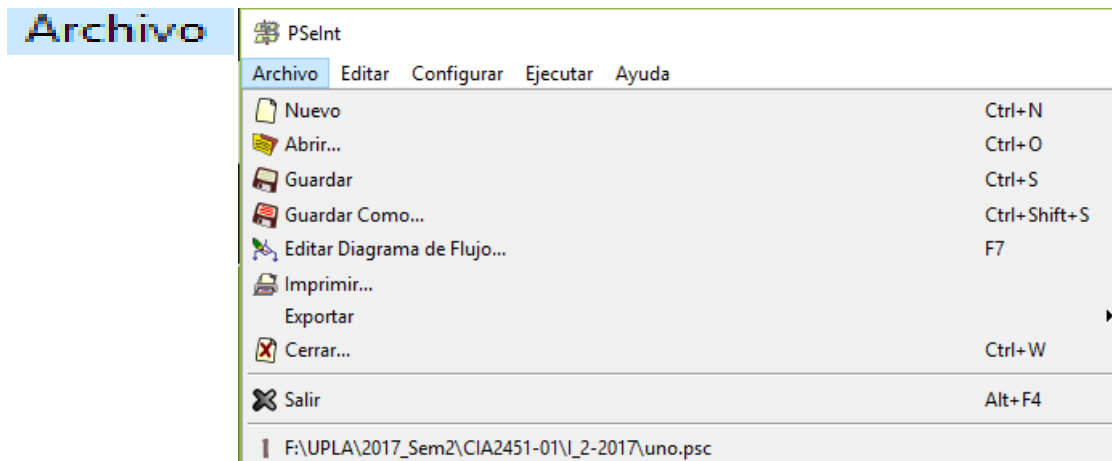 Archivo
PSeInt
Archivo Editar Configurar Ejecutar Ayuda
Nuevo Ctrl+N
Abrir... Ctrl+O
Guardar Ctrl+S
Guardar Como... Ctrl+Shift+S
Editar Diagrama de Flujo... F7
Imprimir...
Exportar
Cerrar... Ctrl+W
Salir Alt+F4
1 F:\UPLA\2017_Sem2\CIA2451-01\I_2-2017\uno.psc